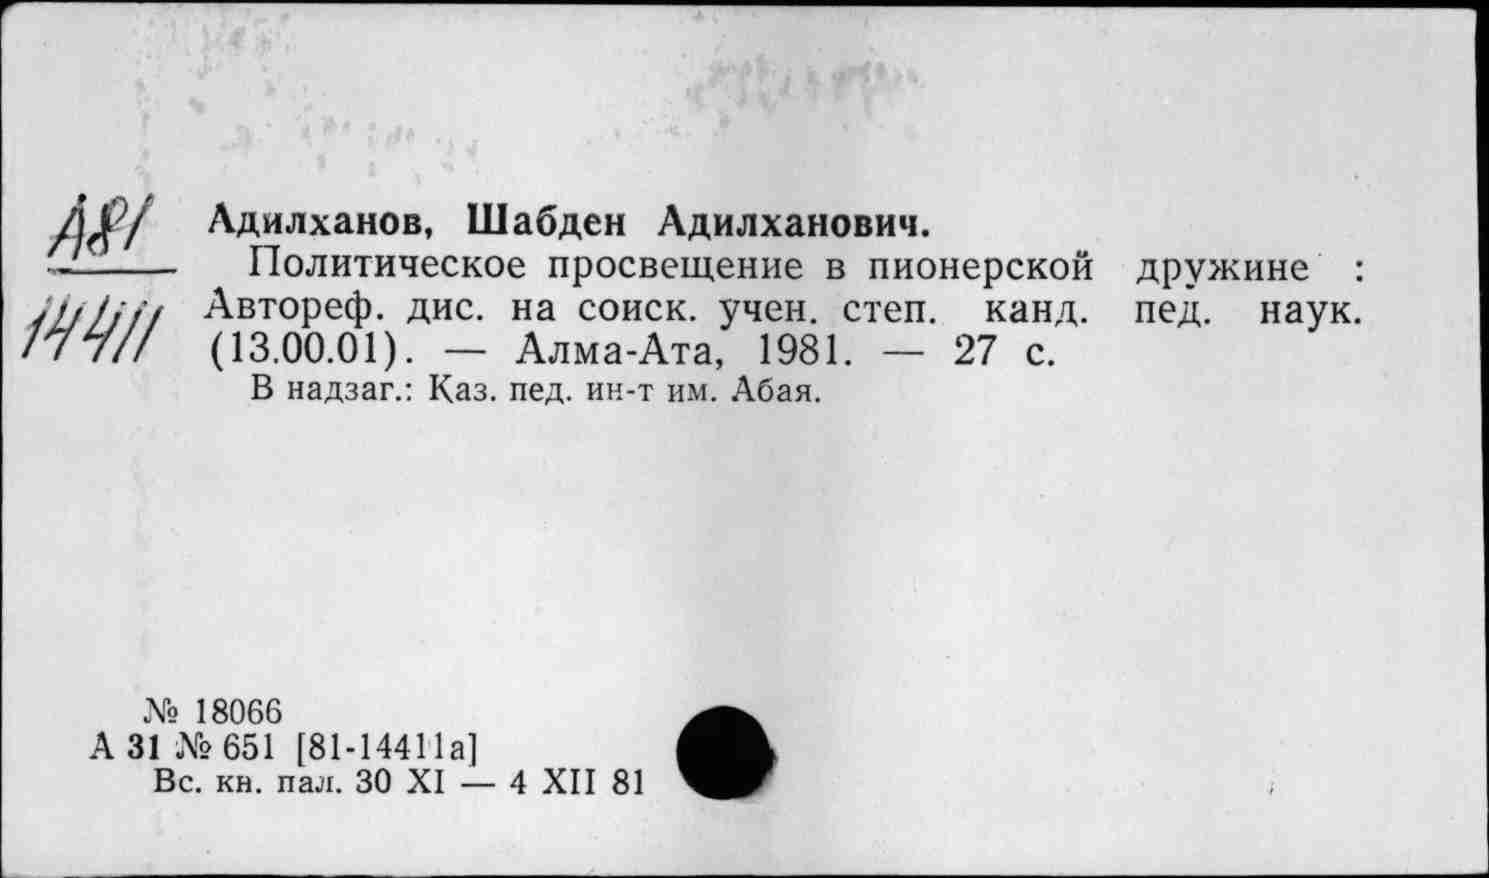 А81
14411
Адилханов, Шабден Адилханович.
Политическое просвещение в пионерской дружине :
Автореф. дис. на соиск. учен. степ. канд. пед. наук.
(13.00.01). — Алма-Ата, 1981. — 27 с.
В надзаг.: Каз. пед. ин-т им. Абая.
№ 18066
А 31 № 651 [81-14411а]
Вс. кн. пал. 30 XI — 4 XII 81